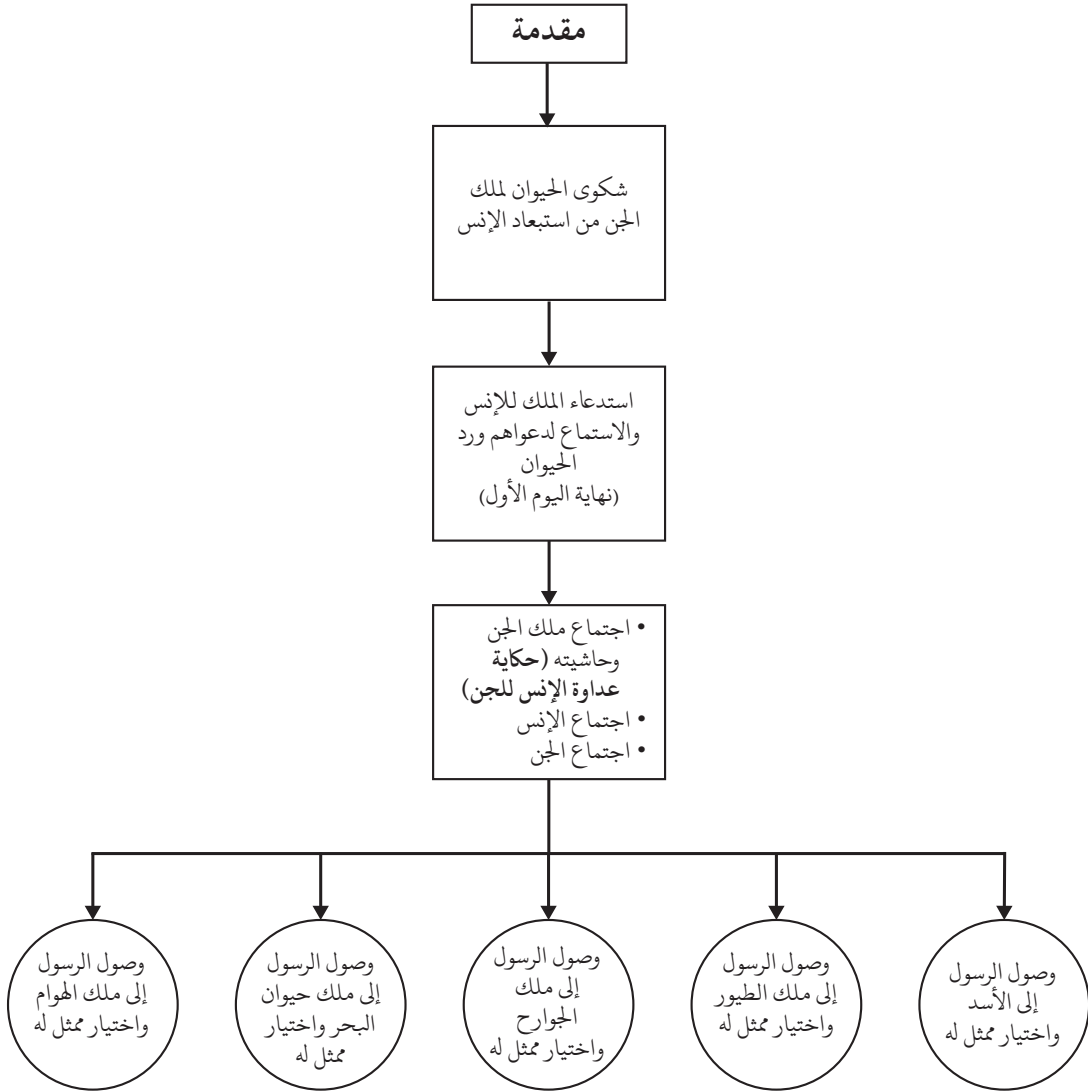 مقدمة
شكوى الحيوان لملك
الجن من استبعاد الإنس
استدعاء الملك للإنس
والاستماع لدعواهم ورد
الحيوان
(نهاية اليوم الأول)
• اجتماع ملك الجن
وحاشيته (حكاية
عداوة الإنس للجن)
• اجتماع الإنس
• اجتماع الجن
وصول الرسول
إلى الأسد
واختيار ممثل له
وصول الرسول
إلى ملك الطيور
واختيار ممثل له
وصول الرسول
إلى ملك
الجوارح
واختيار ممثل له
وصول الرسول
إلى ملك حيوان
البحر واختيار
ممثل له
وصول الرسول
إلى ملك الهوام
واختيار ممثل له